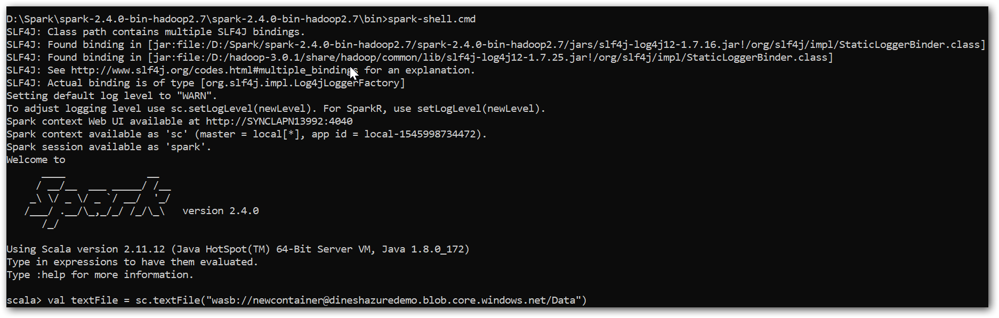 D:\Spark\spark-2.4.0-bin-hadoop2.7\spark-2.4.0-bin-hadoop2.7\bin>spark-shell.cmd
SLF4J: Class path contains multiple SLF4J bindings.
SLF4J: Found binding in [jar:file:/D:/Spark/spark-2.4.0-bin-hadoop2.7/spark-2.4.0-bin-hadoop2.7/jars/slf4j-log4j12-1.7.16.jar!/org/slf4j/impl/StaticLoggerBinder.class]
SLF4J: Found binding in [jar:file:/D:/hadoop-3.0.1/share/hadoop/common/lib/slf4j-log4j12-1.7.25.jar!/org/slf4j/impl/StaticLoggerBinder.class]
SLF4J: See http://www.slf4j.org/codes.html#multiple_bindings for an explanation.
SLF4J: Actual binding is of type [org.slf4j.impl.Log4jLoggerFactory]
Setting default log level to "WARN".
To adjust logging level use sc.setLogLevel(newLevel). For SparkR, use setLogLevel(newLevel).
Spark context Web UI available at http://SYNCLAPN13992:4040
Spark context available as 'sc' (master = local[*], app id = local-1545998734472).
Spark session available as 'spark'.
Welcome to
      ____              __
     / __/__  ___ _____/ /__
    _\ \/ _ \/ _ `/ __/  '_/
   /___/ .__/\_,_/_/ /_/\_\   version 2.4.0
      /_/
Using Scala version 2.11.12 (Java HotSpot(TM) 64-Bit Server VM, Java 1.8.0_172)
Type in expressions to have them evaluated.
Type :help for more information.
scala> val textFile = sc.textFile("wasb://newcontainer@dineshazuredemo.blob.core.windows.net/Data")